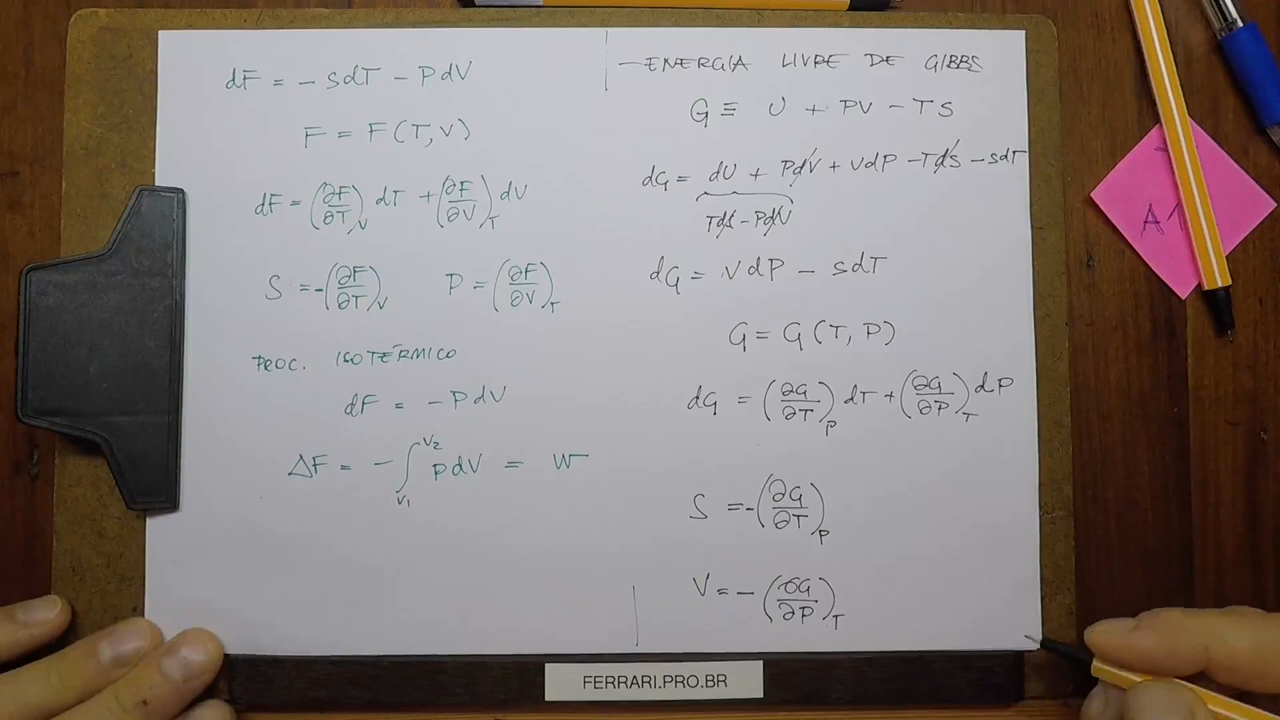 dF = - SdT - PdV
F = F(T,V)
dF = (∂F/∂T)_V dT + (∂F/∂V)_T dV
S = -(∂F/∂T)_V P = (∂F/∂V)_T
PROC. ISOTÉRMICO
dF = - PdV
ΔF = - ∫_{V1}^{V2} PdV = W
- ENERGIA LIVRE DE GIBBS
G ≡ U + PV - TS
dG = dU + PdV + VdP - TdS - SdT
TdS - PdV
dG = VdP - SdT
G = G(T, P)
dG = (∂G/∂T)_P dT + (∂G/∂P)_T dP
S = -(∂G/∂T)_P
V = - (∂G/∂P)_T
FERRARI.PRO.BR